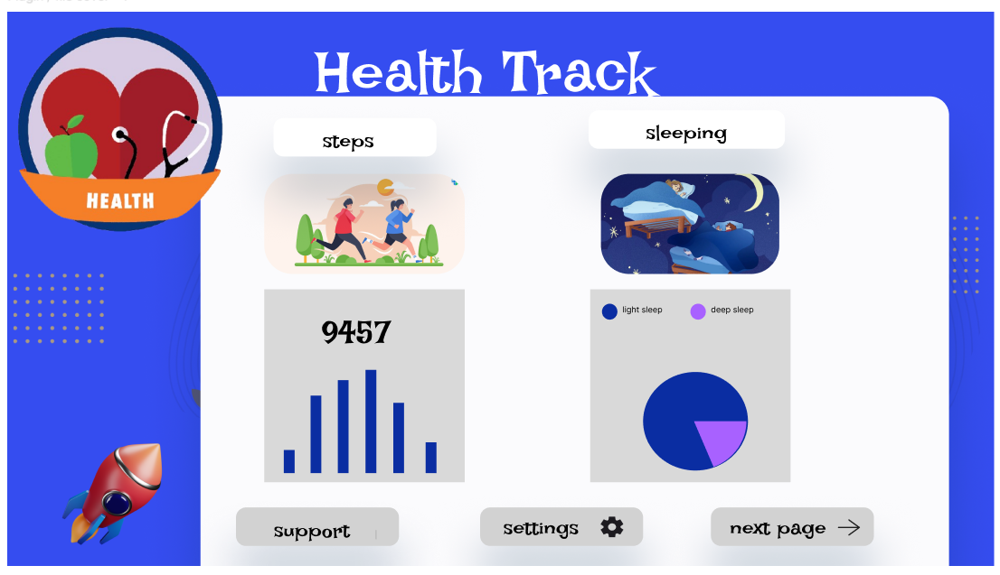 Health Track
HEALTH
steps
sleeping
9457
light sleep
deep sleep
support
settings
next page